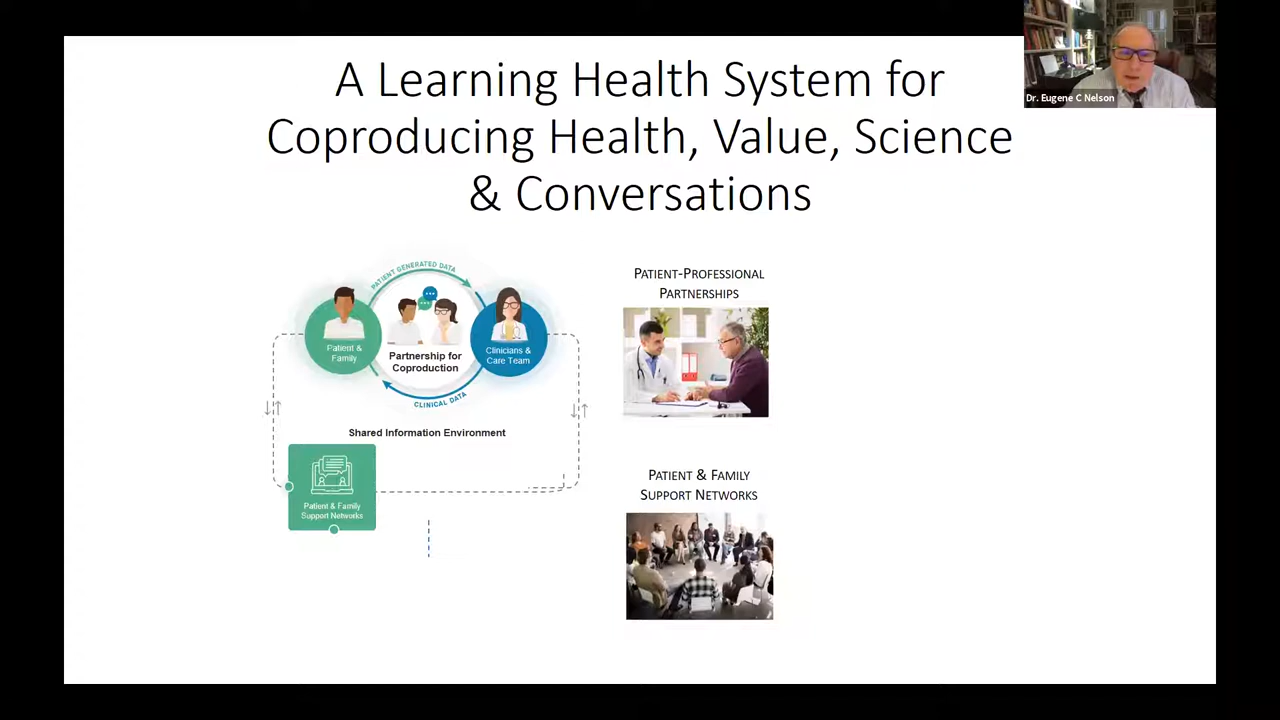 A Learning Health System for
Coproducing Health, Value, Science
& Conversations
Dr. Eugene C Nelson
PATIENT GENERATED DATA
Patient &
Family
Partnership for
Coproduction
Clinicians &
Care Team
CLINICAL DATA
Shared Information Environment
Patient & Family
Support Networks
PATIENT-PROFESSIONAL
PARTNERSHIPS
PATIENT & FAMILY
SUPPORT NETWORKS